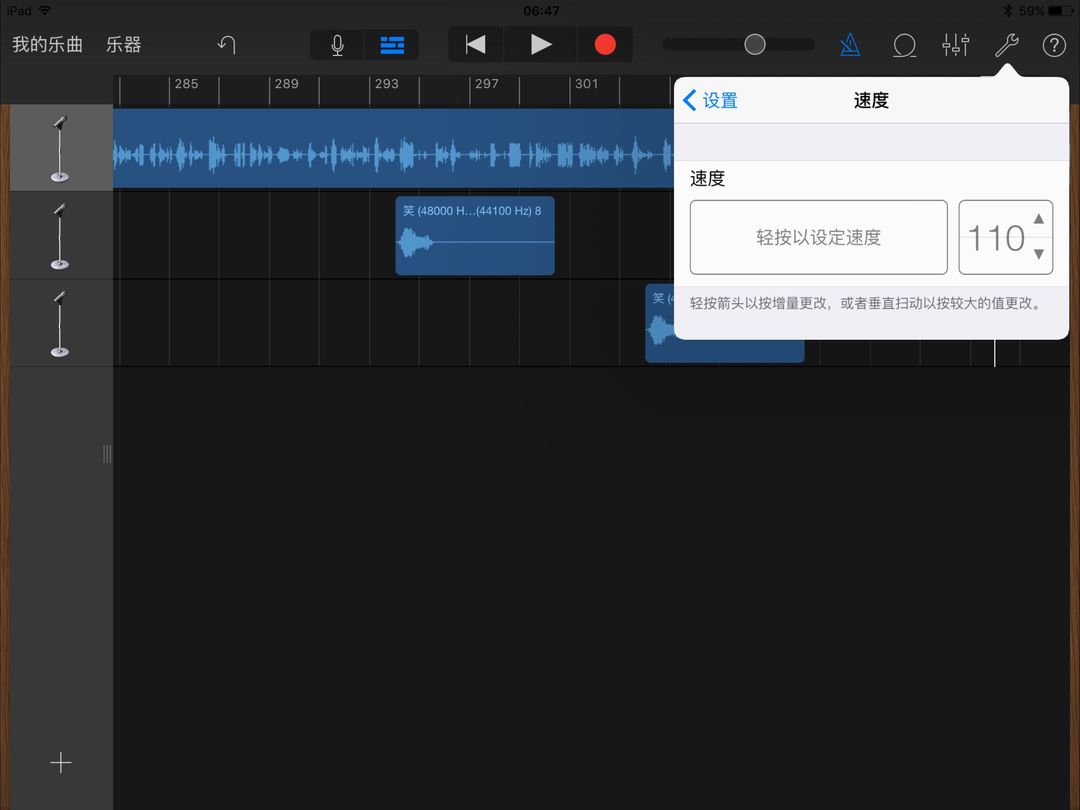 iPad 06:47 59%
我的乐曲 乐器
285 289 293 297 301
设置 速度
速度
轻按以设定速度 110
轻按箭头以按增量更改，或者垂直扫动以按较大的值更改。
笑 (48000 H…(44100 Hz) 8
笑 (4